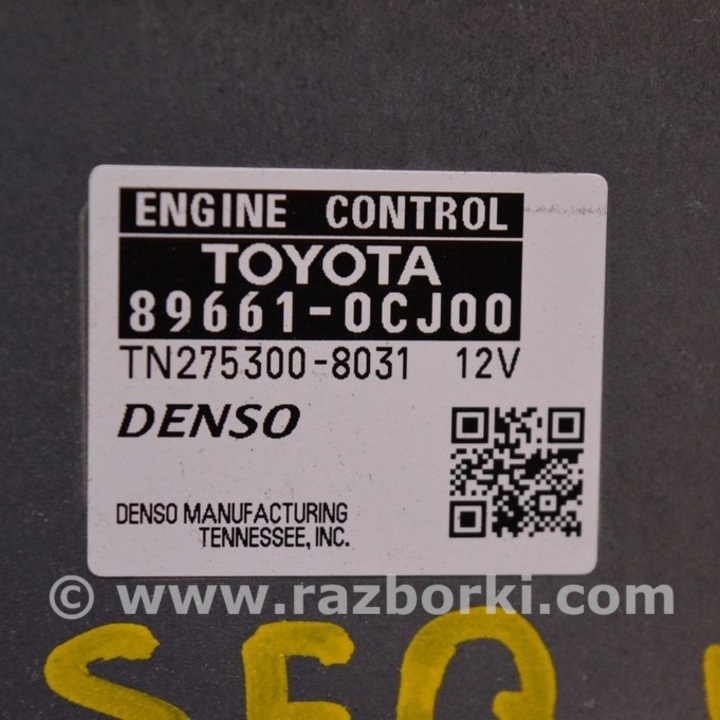 ENGINE CONTROL
TOYOTA
89661-0CJ00
TN275300-8031 12V
DENSO
DENSO MANUFACTURING
TENNESSEE, INC.
© www.razborki.com